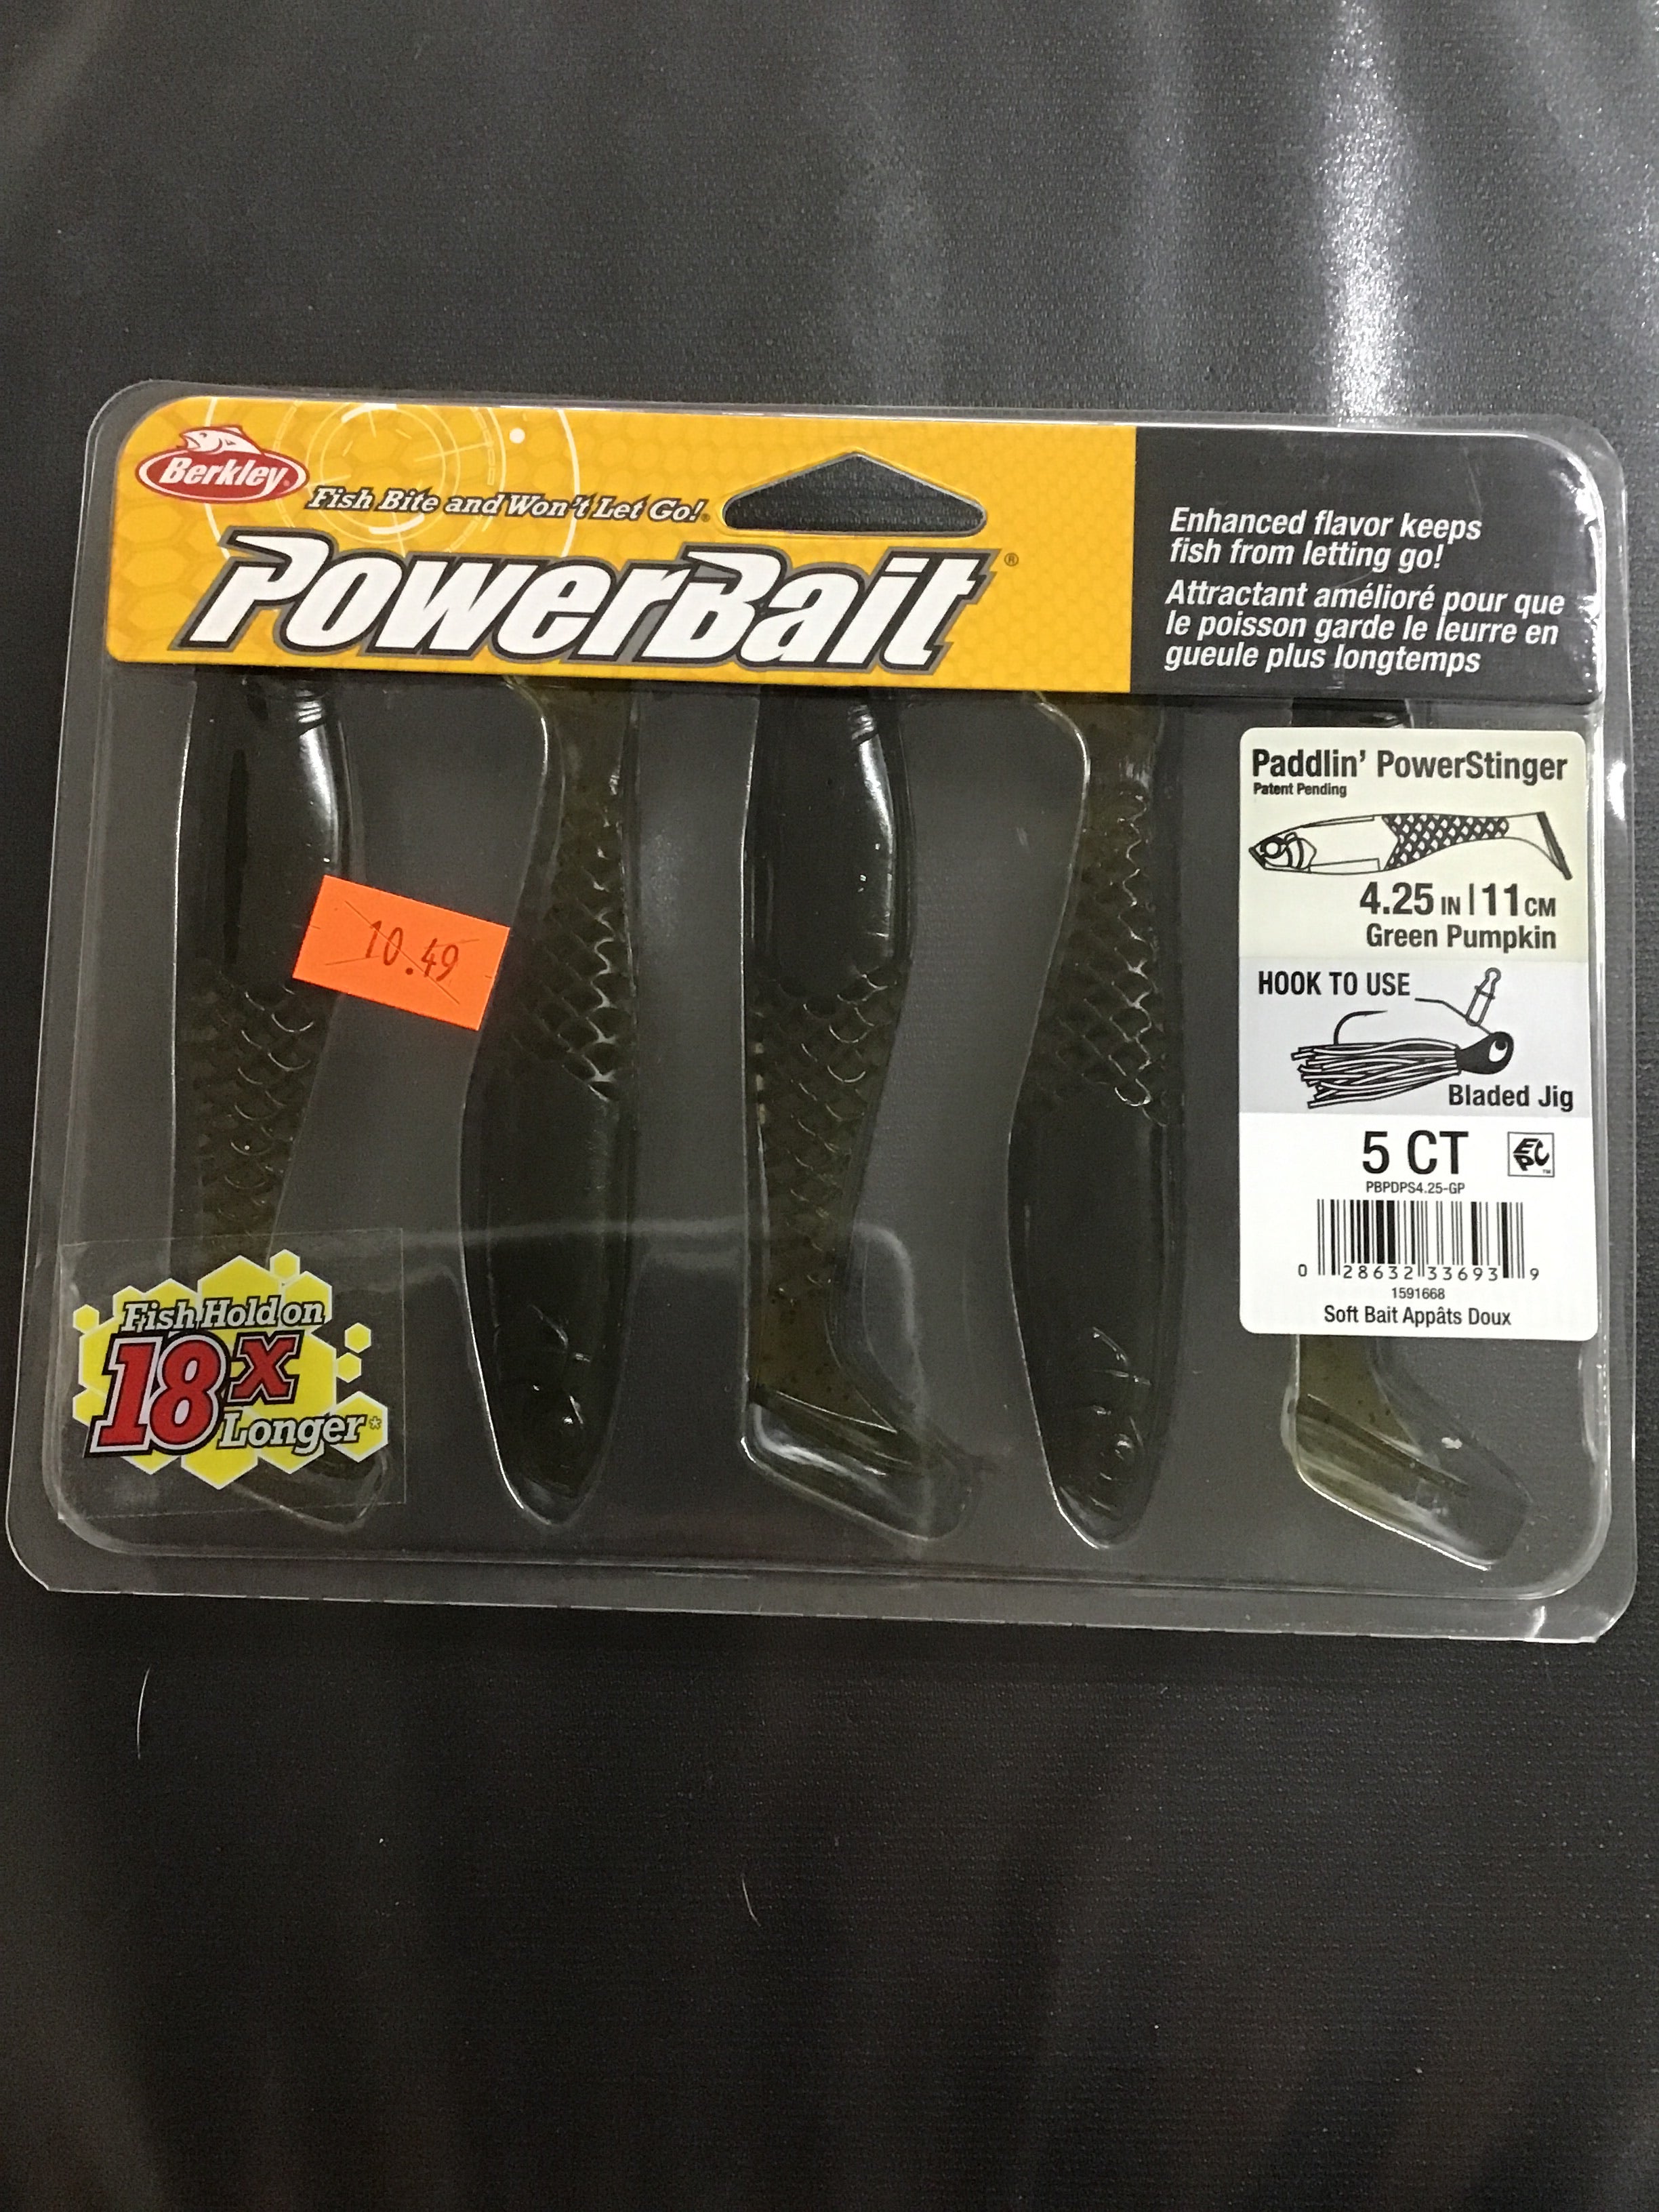 Berkley
Fish Bite and Won't Let Go!®
PowerBait®
Enhanced flavor keeps
fish from letting go!
Attractant amélioré pour que
le poisson garde le leurre en
gueule plus longtemps
Paddlin' PowerStinger
Patent Pending
4.25 IN | 11 CM
Green Pumpkin
HOOK TO USE
Bladed Jig
5 CT
PBPDPS4.25-GP
0 28632 33693 9
1591668
Soft Bait Appâts Doux
10.49
Fish Hold on
18x
Longer*